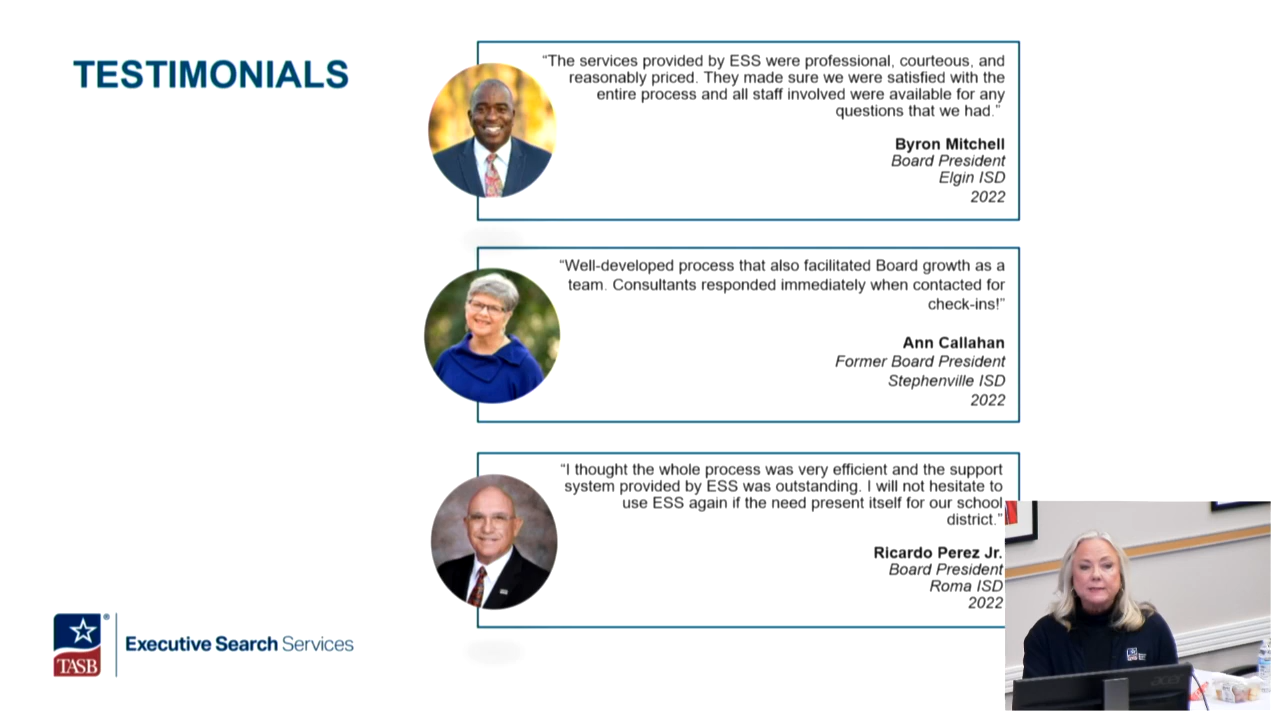 TESTIMONIALS
“The services provided by ESS were professional, courteous, and
reasonably priced. They made sure we were satisfied with the
entire process and all staff involved were available for any
questions that we had.”
Byron Mitchell
Board President
Elgin ISD
2022
“Well-developed process that also facilitated Board growth as a
team. Consultants responded immediately when contacted for
check-ins!”
Ann Callahan
Former Board President
Stephenville ISD
2022
“I thought the whole process was very efficient and the support
system provided by ESS was outstanding. I will not hesitate to
use ESS again if the need present itself for our school
district.”
Ricardo Perez Jr.
Board President
Roma ISD
2022
TASB
®
Executive Search Services
acer